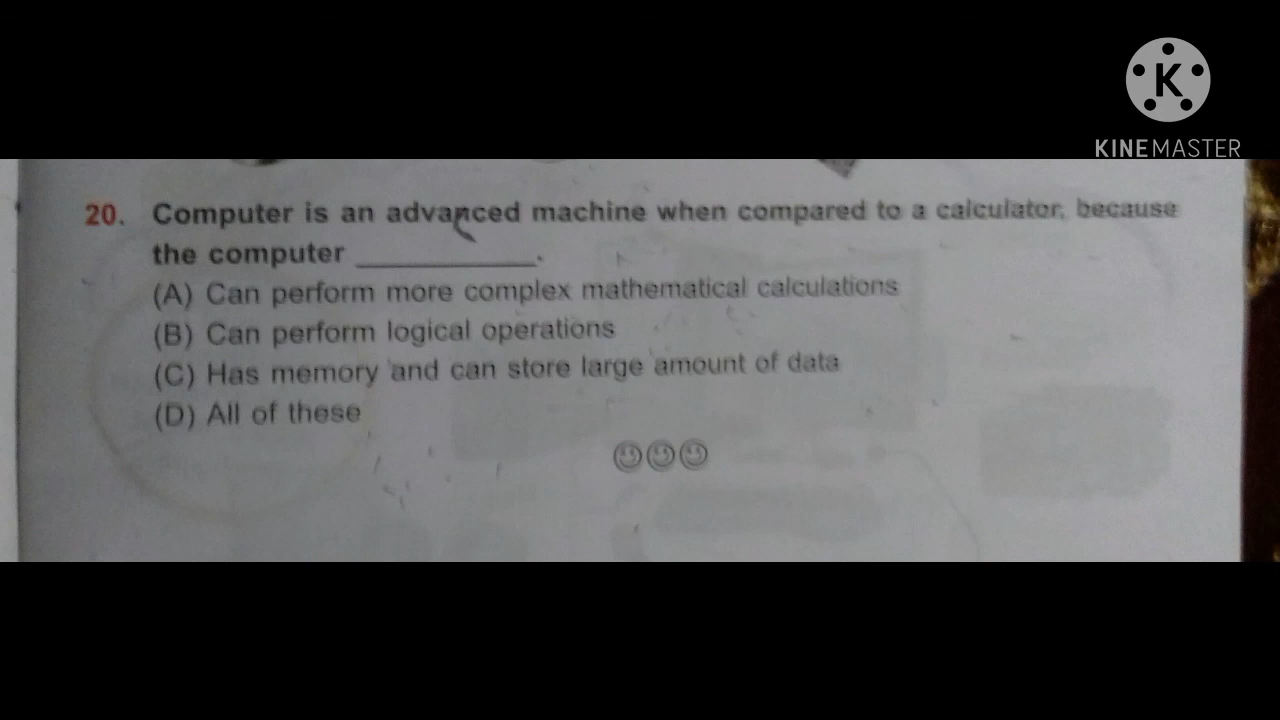 K
KINEMASTER
20. Computer is an advanced machine when compared to a calculator, because
the computer ____________.
(A) Can perform more complex mathematical calculations
(B) Can perform logical operations
(C) Has memory and can store large amount of data
(D) All of these